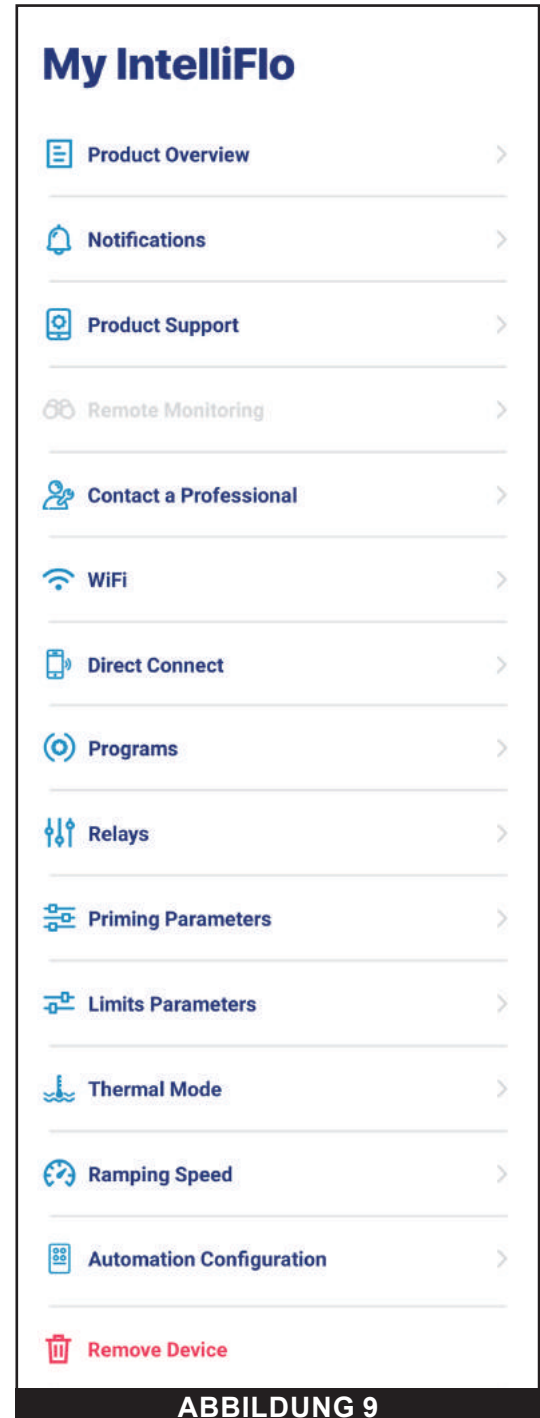 My IntelliFlo
Product Overview
Notifications
Product Support
Remote Monitoring
Contact a Professional
WiFi
Direct Connect
Programs
Relays
Priming Parameters
Limits Parameters
Thermal Mode
Ramping Speed
Automation Configuration
Remove Device
ABBILDUNG 9